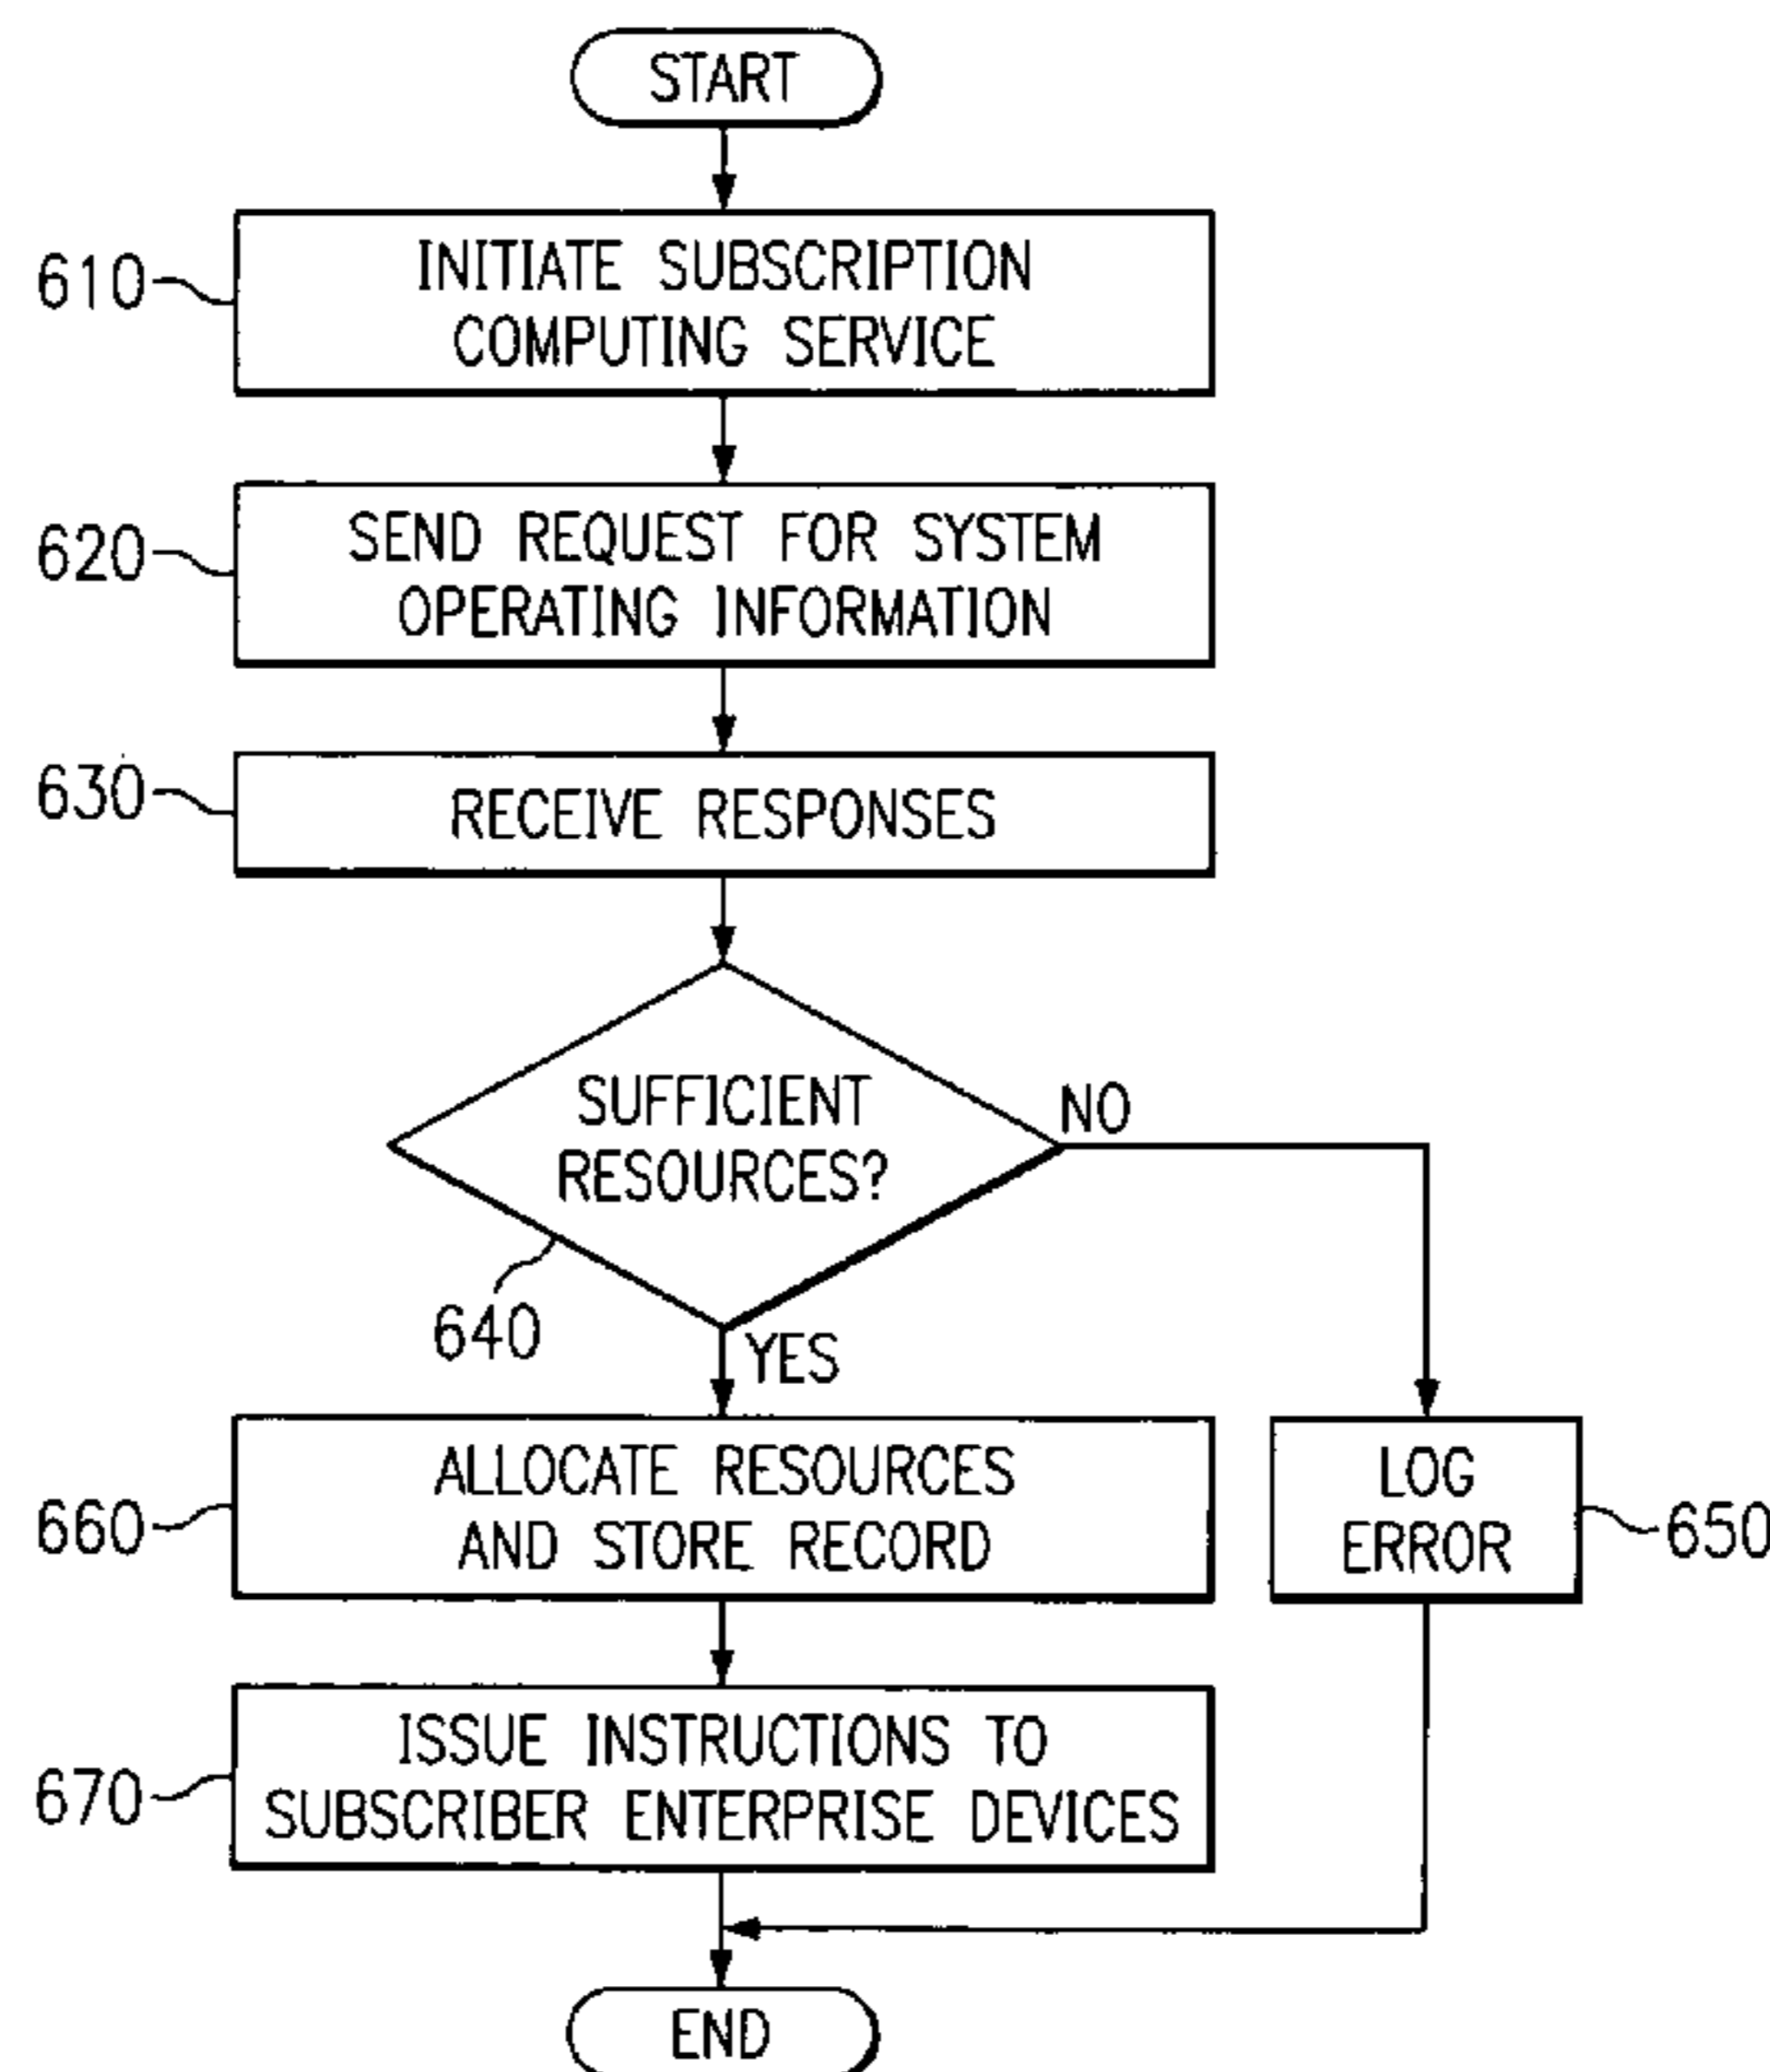 START
610
INITIATE SUBSCRIPTION
COMPUTING SERVICE
620
SEND REQUEST FOR SYSTEM
OPERATING INFORMATION
630
RECEIVE RESPONSES
SUFFICIENT
RESOURCES?
NO
640
YES
660
ALLOCATE RESOURCES
AND STORE RECORD
LOG
ERROR
650
670
ISSUE INSTRUCTIONS TO
SUBSCRIBER ENTERPRISE DEVICES
END